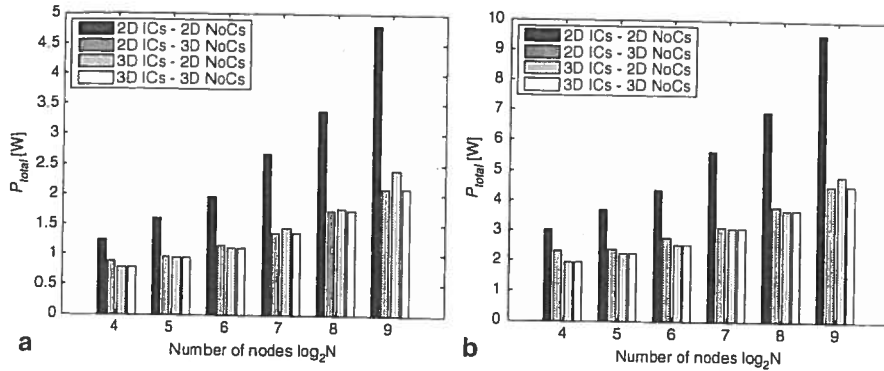 5
4.5
4
3.5
3
2.5
2
1.5
1
0.5
0
P_total [W]
2D ICs - 2D NoCs
2D ICs - 3D NoCs
3D ICs - 2D NoCs
3D ICs - 3D NoCs
4 5 6 7 8 9
Number of nodes log₂N
a
10
9
8
7
6
5
4
3
2
1
0
P_total [W]
2D ICs - 2D NoCs
2D ICs - 3D NoCs
3D ICs - 2D NoCs
3D ICs - 3D NoCs
4 5 6 7 8 9
Number of nodes log₂N
b